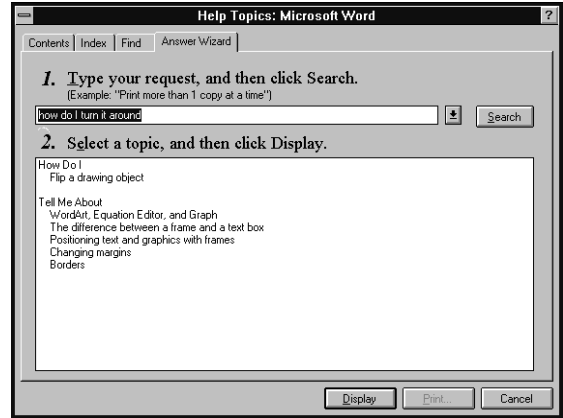 Help Topics: Microsoft Word
?
Contents Index Find Answer Wizard
1. Type your request, and then click Search.
(Example: "Print more than 1 copy at a time")
how do I turn it around
Search
2. Select a topic, and then click Display.
How Do I
Flip a drawing object
Tell Me About
WordArt, Equation Editor, and Graph
The difference between a frame and a text box
Positioning text and graphics with frames
Changing margins
Borders
Display Print... Cancel